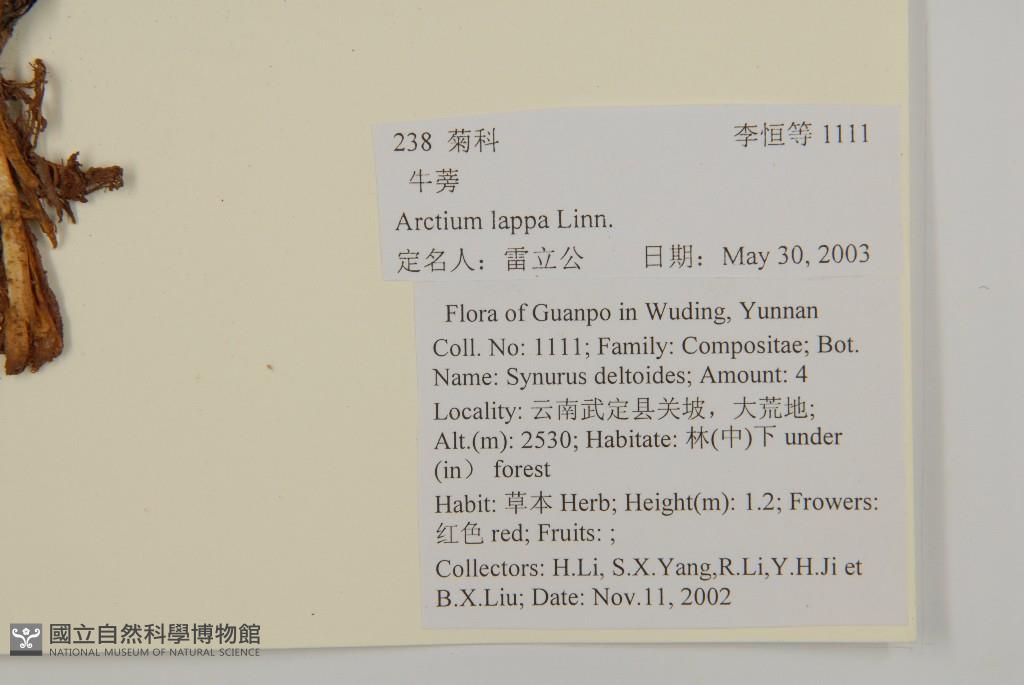 238 菊科 李恒等 1111
牛蒡
Arctium lappa Linn.
定名人：雷立公 日期：May 30, 2003
Flora of Guanpo in Wuding, Yunnan
Coll. No: 1111; Family: Compositae; Bot.
Name: Synurus deltoides; Amount: 4
Locality: 云南武定县关坡，大荒地;
Alt.(m): 2530; Habitate: 林(中)下 under
(in） forest
Habit: 草本 Herb; Height(m): 1.2; Frowers:
红色 red; Fruits: ;
Collectors: H.Li, S.X.Yang,R.Li,Y.H.Ji et
B.X.Liu; Date: Nov.11, 2002
國立自然科學博物館
NATIONAL MUSEUM OF NATURAL SCIENCE